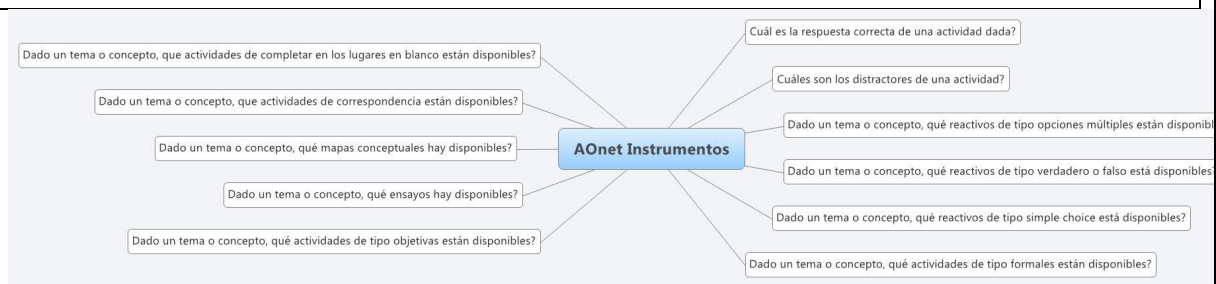 Dado un tema o concepto, que actividades de completar en los lugares en blanco están disponibles?
Dado un tema o concepto, que actividades de correspondencia están disponibles?
Dado un tema o concepto, qué mapas conceptuales hay disponibles?
Dado un tema o concepto, qué ensayos hay disponibles?
Dado un tema o concepto, qué actividades de tipo objetivas están disponibles?
AOnet Instrumentos
Cuál es la respuesta correcta de una actividad dada?
Cuáles son los distractores de una actividad?
Dado un tema o concepto, qué reactivos de tipo opciones múltiples están disponibl
Dado un tema o concepto, qué reactivos de tipo verdadero o falso está disponibles?
Dado un tema o concepto, qué reactivos de tipo simple choice está disponibles?
Dado un tema o concepto, qué actividades de tipo formales están disponibles?